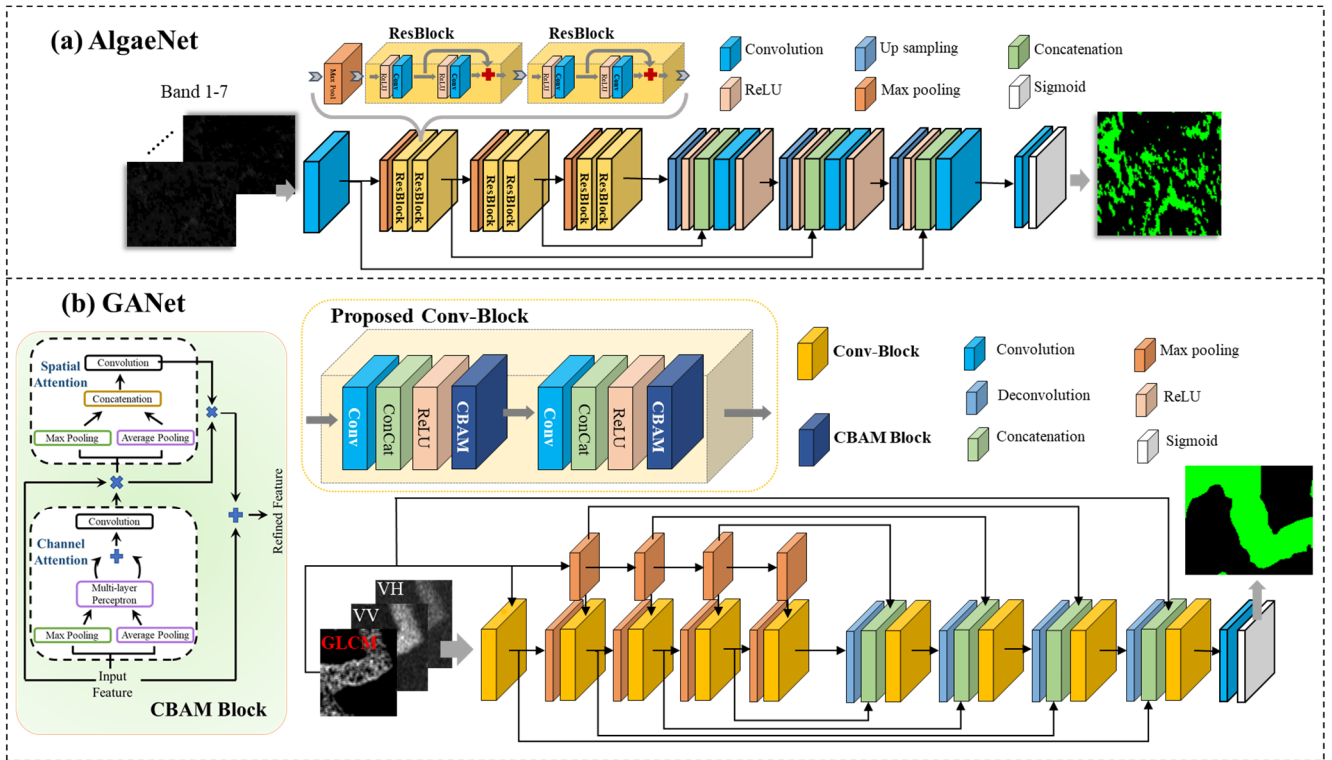 (a) AlgaeNet
Band 1-7
Max Pool
ResBlock
ReLU
Conv
ReLU
Conv
ResBlock
ReLU
Conv
ReLU
Conv
Convolution
Up sampling
Concatenation
ReLU
Max pooling
Sigmoid
ResBlock
ResBlock
ResBlock
ResBlock
ResBlock
ResBlock
(b) GANet
Spatial
Attention
Convolution
Concatenation
Max Pooling
Average Pooling
Channel
Attention
Convolution
Multi-layer
Perceptron
Max Pooling
Average Pooling
Input
Feature
Refined Feature
CBAM Block
Proposed Conv-Block
Conv
ConCat
ReLU
CBAM
Conv
ConCat
ReLU
CBAM
Conv-Block
CBAM Block
Convolution
Max pooling
Deconvolution
ReLU
Concatenation
Sigmoid
VH
VV
GLCM